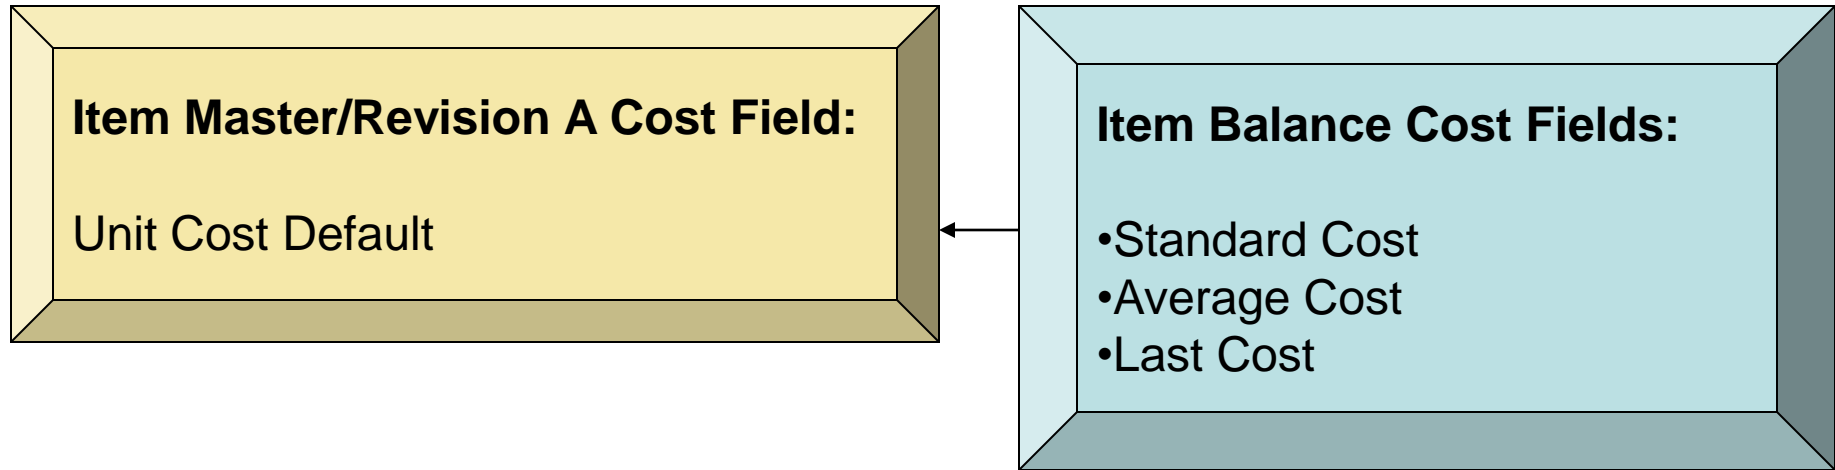 Item Master/Revision A Cost Field:
Unit Cost Default
Item Balance Cost Fields:
•Standard Cost
•Average Cost
•Last Cost